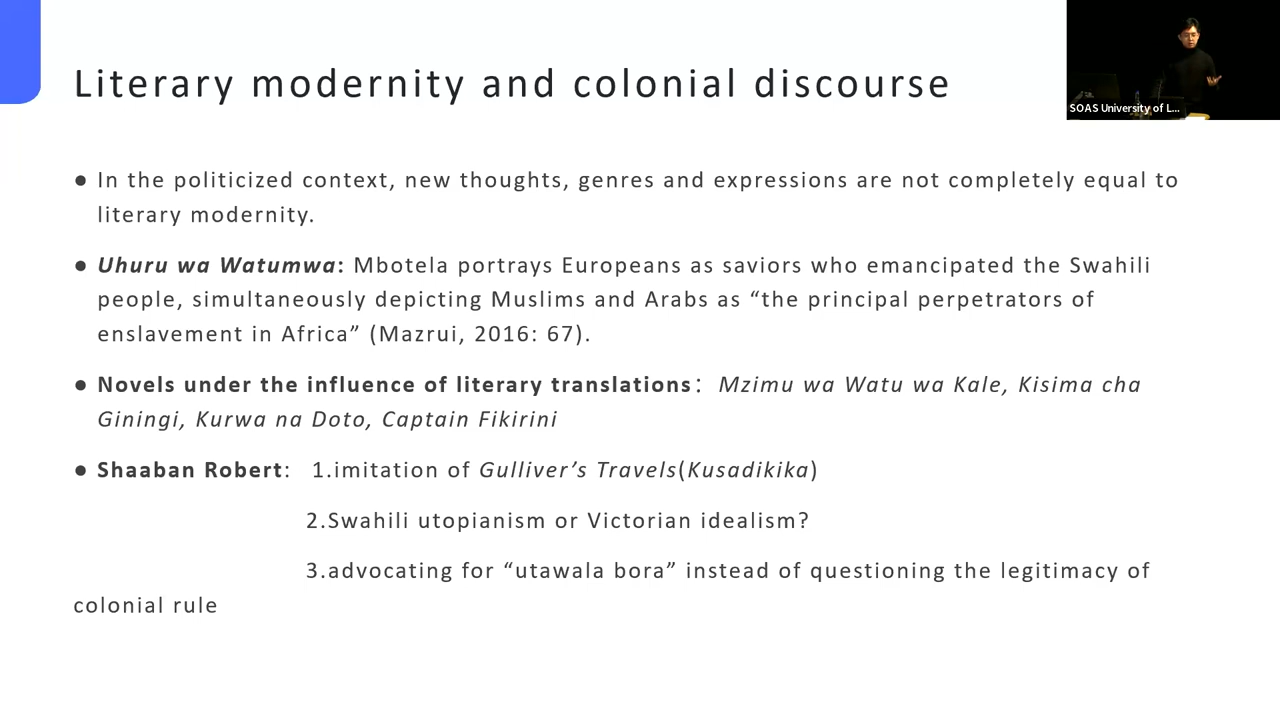 Literary modernity and colonial discourse
SOAS University of L...
● In the politicized context, new thoughts, genres and expressions are not completely equal to
literary modernity.
● Uhuru wa Watumwa: Mbotela portrays Europeans as saviors who emancipated the Swahili
people, simultaneously depicting Muslims and Arabs as “the principal perpetrators of
enslavement in Africa” (Mazrui, 2016: 67).
● Novels under the influence of literary translations： Mzimu wa Watu wa Kale, Kisima cha
Giningi, Kurwa na Doto, Captain Fikirini
● Shaaban Robert: 1.imitation of Gulliver’s Travels(Kusadikika)
2.Swahili utopianism or Victorian idealism?
3.advocating for “utawala bora” instead of questioning the legitimacy of
colonial rule